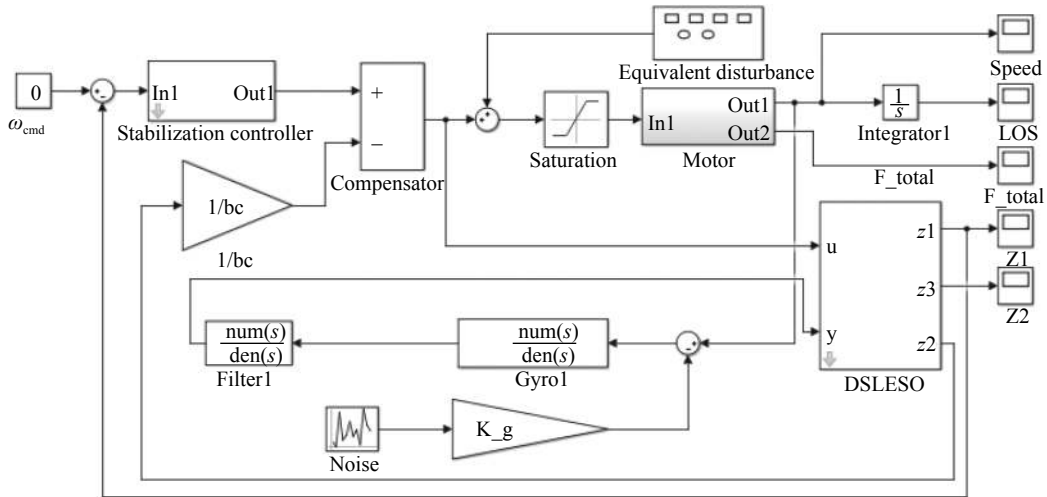 0
ω_cmd
In1
Out1
Stabilization controller
+
−
Compensator
Equivalent disturbance
Saturation
In1
Out1
Out2
Motor
1
s
Integrator1
Speed
LOS
F_total
F_total
1/bc
1/bc
u
y
z1
z3
z2
DSLESO
Z1
Z2
num(s)
den(s)
Filter1
num(s)
den(s)
Gyro1
Noise
K_g